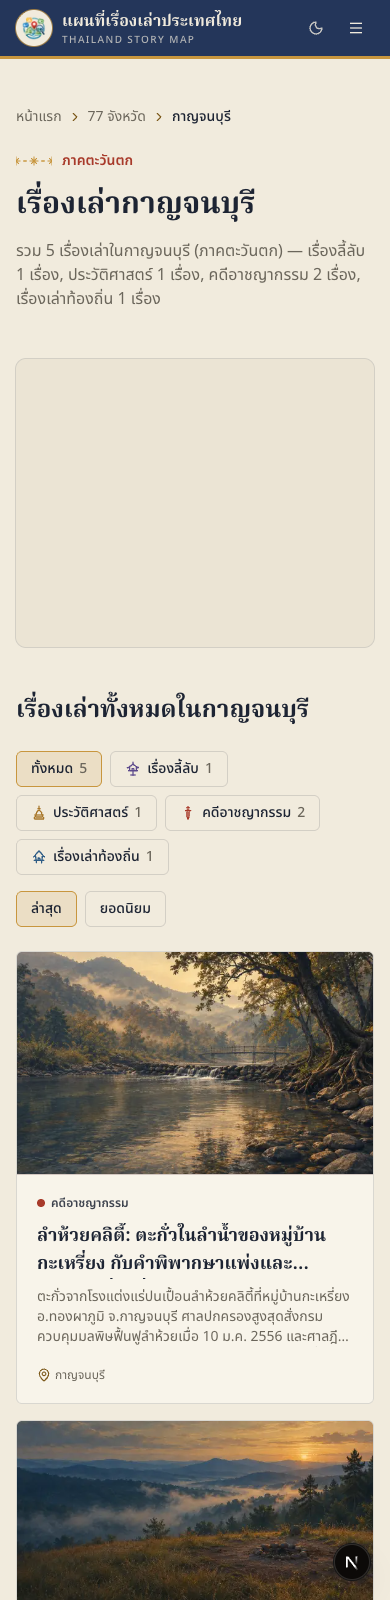 แผนที่เรื่องเล่าประเทศไทย
THAILAND STORY MAP
หน้าแรก > 77 จังหวัด > กาญจนบุรี
ภาคตะวันตก
เรื่องเล่ากาญจนบุรี
รวม 5 เรื่องเล่าในกาญจนบุรี (ภาคตะวันตก) — เรื่องลี้ลับ
1 เรื่อง, ประวัติศาสตร์ 1 เรื่อง, คดีอาชญากรรม 2 เรื่อง,
เรื่องเล่าท้องถิ่น 1 เรื่อง
เรื่องเล่าทั้งหมดในกาญจนบุรี
ทั้งหมด 5 เรื่องลี้ลับ 1
ประวัติศาสตร์ 1 คดีอาชญากรรม 2
เรื่องเล่าท้องถิ่น 1
ล่าสุด ยอดนิยม
คดีอาชญากรรม
ลำห้วยคลิตี้: ตะกั่วในลำน้ำของหมู่บ้าน
กะเหรี่ยง กับคำพิพากษาแพ่งและ...
ตะกั่วจากโรงแต่งแร่ปนเปื้อนลำห้วยคลิตี้ที่หมู่บ้านกะเหรี่ยง
อ.ทองผาภูมิ จ.กาญจนบุรี ศาลปกครองสูงสุดสั่งกรม
ควบคุมมลพิษฟื้นฟูลำห้วยเมื่อ 10 ม.ค. 2556 และศาลฎี...
กาญจนบุรี
N